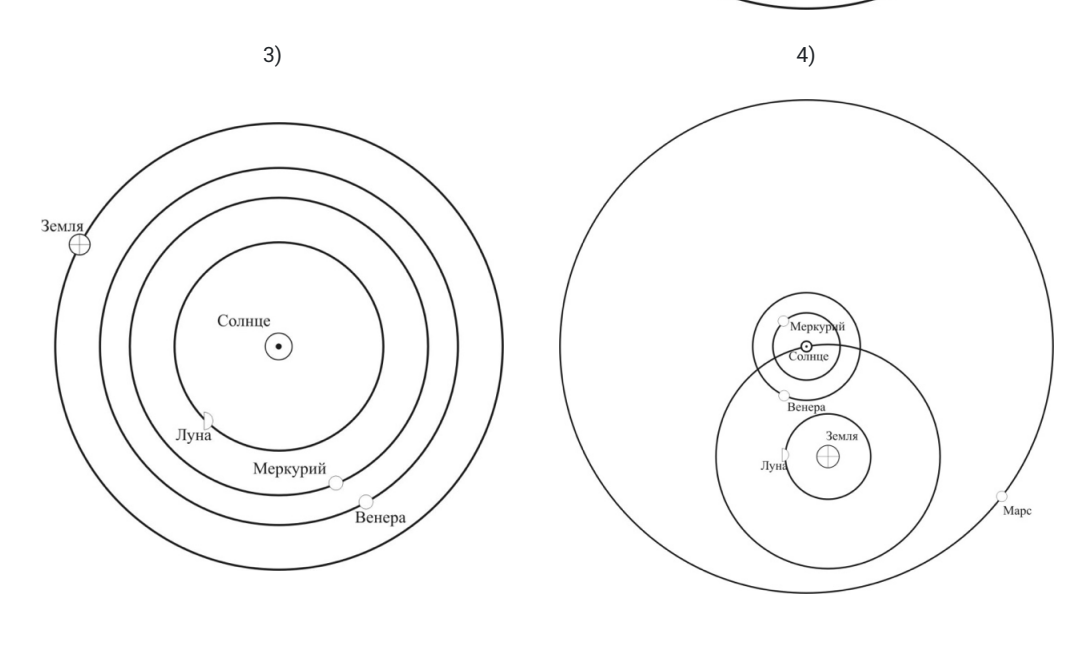 3)
4)
Земля
Солнце
Луна
Меркурий
Венера
Меркурий
Солнце
Венера
Земля
Луна
Марс